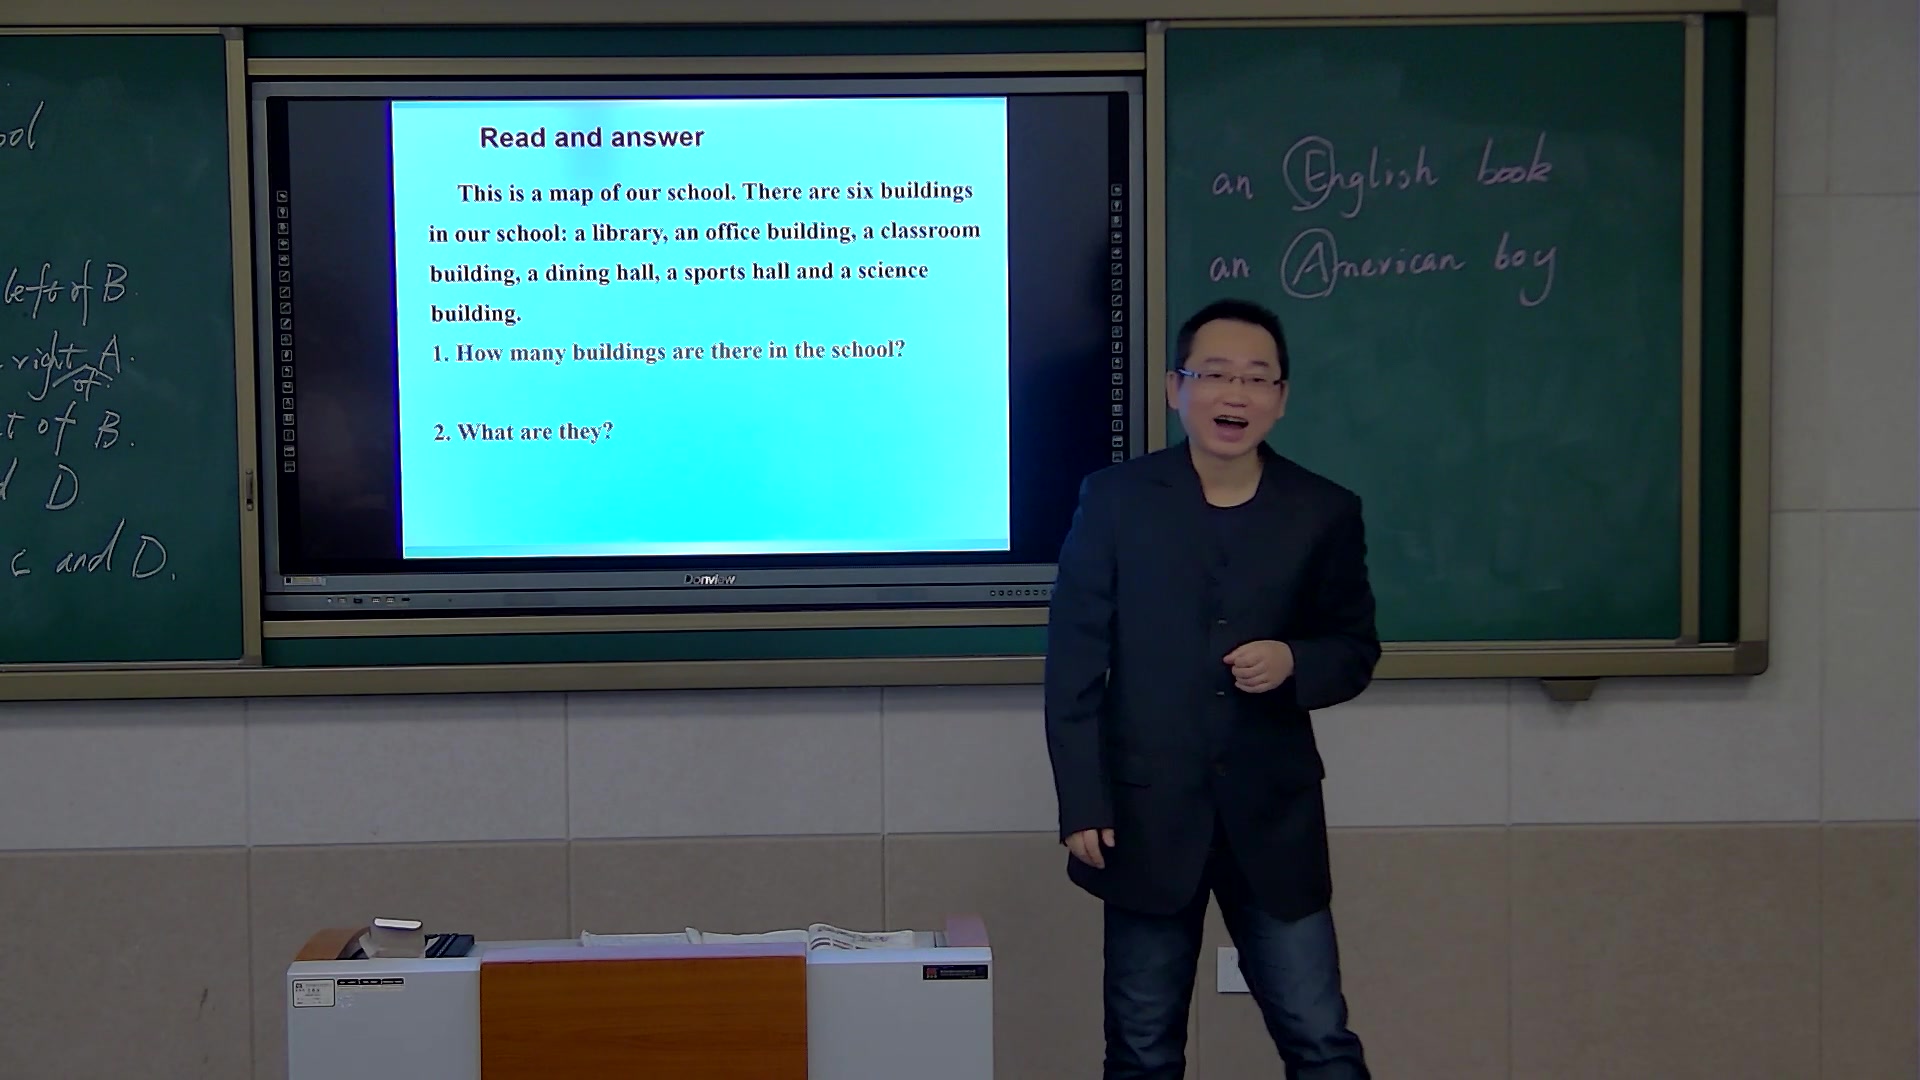 ool
left of B.
right A.
of
t of B.
d D
c and D.
Read and answer
This is a map of our school. There are six buildings
in our school: a library, an office building, a classroom
building, a dining hall, a sports hall and a science
building.
1. How many buildings are there in the school?
2. What are they?
Donview
an English book
an American boy